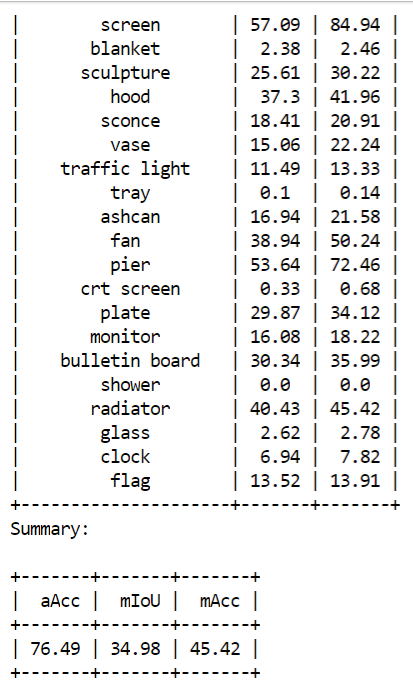 |        screen        | 57.09 | 84.94 |
|       blanket        |  2.38 |  2.46 |
|      sculpture       | 25.61 | 30.22 |
|         hood         |  37.3 | 41.96 |
|        sconce        | 18.41 | 20.91 |
|         vase         | 15.06 | 22.24 |
|    traffic light     | 11.49 | 13.33 |
|         tray         |  0.1  |  0.14 |
|        ashcan        | 16.94 | 21.58 |
|         fan          | 38.94 | 50.24 |
|         pier         | 53.64 | 72.46 |
|      crt screen      |  0.33 |  0.68 |
|        plate         | 29.87 | 34.12 |
|       monitor        | 16.08 | 18.22 |
|    bulletin board    | 30.34 | 35.99 |
|        shower        |  0.0  |  0.0  |
|       radiator       | 40.43 | 45.42 |
|        glass         |  2.62 |  2.78 |
|        clock         |  6.94 |  7.82 |
|         flag         | 13.52 | 13.91 |
+----------------------+-------+-------+
Summary:
+-------+-------+-------+
|  aAcc |  mIoU |  mAcc |
+-------+-------+-------+
| 76.49 | 34.98 | 45.42 |
+-------+-------+-------+